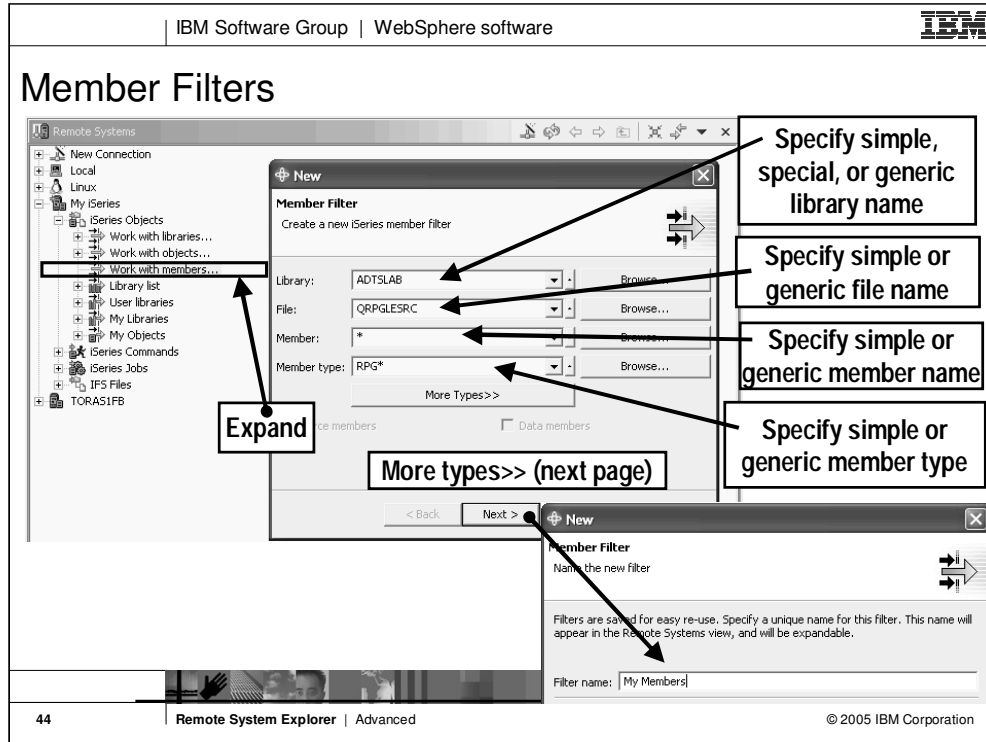 IBM Software Group | WebSphere software
IBM
Member Filters
Remote Systems
New Connection
Local
Linux
My iSeries
iSeries Objects
Work with libraries...
Work with objects...
Work with members...
Library list
User libraries
My Libraries
My Objects
iSeries Commands
iSeries Jobs
IFS Files
TORAS1FB
Expand
New
Member Filter
Create a new iSeries member filter
Library: ADTSLAB Browse...
File: QRPGLESRC Browse...
Member: * Browse...
Member type: RPG* Browse...
More Types>>
members
Data members
More types>> (next page)
< Back Next >
Specify simple,
special, or generic
library name
Specify simple or
generic file name
Specify simple or
generic member name
Specify simple or
generic member type
New
Member Filter
Name the new filter
Filters are saved for easy re-use. Specify a unique name for this filter. This name will
appear in the Remote Systems view, and will be expandable.
Filter name: My Members
44
Remote System Explorer | Advanced
© 2005 IBM Corporation